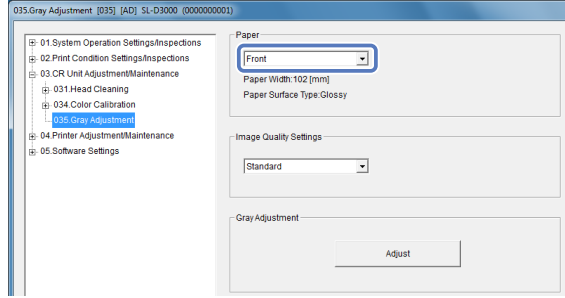 035.Gray Adjustment [035] [AD] SL-D3000 (0000000001)
01.System Operation Settings/Inspections
02.Print Condition Settings/Inspections
03.CR Unit Adjustment/Maintenance
031.Head Cleaning
034.Color Calibration
035.Gray Adjustment
04.Printer Adjustment/Maintenance
05.Software Settings
Paper
Front
Paper Width:102 [mm]
Paper Surface Type:Glossy
Image Quality Settings
Standard
Gray Adjustment
Adjust